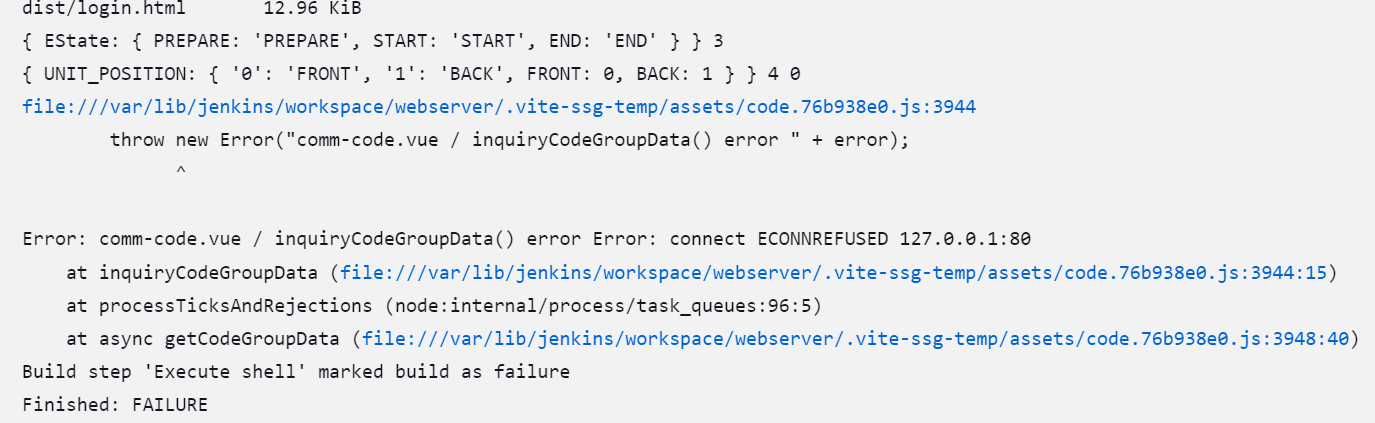 dist/login.html       12.96 KiB
{ EState: { PREPARE: 'PREPARE', START: 'START', END: 'END' } } 3
{ UNIT_POSITION: { '0': 'FRONT', '1': 'BACK', FRONT: 0, BACK: 1 } } 4 0
file:///var/lib/jenkins/workspace/webserver/.vite-ssg-temp/assets/code.76b938e0.js:3944
        throw new Error("comm-code.vue / inquiryCodeGroupData() error " + error);
              ^
Error: comm-code.vue / inquiryCodeGroupData() error Error: connect ECONNREFUSED 127.0.0.1:80
    at inquiryCodeGroupData (file:///var/lib/jenkins/workspace/webserver/.vite-ssg-temp/assets/code.76b938e0.js:3944:15)
    at processTicksAndRejections (node:internal/process/task_queues:96:5)
    at async getCodeGroupData (file:///var/lib/jenkins/workspace/webserver/.vite-ssg-temp/assets/code.76b938e0.js:3948:40)
Build step 'Execute shell' marked build as failure
Finished: FAILURE